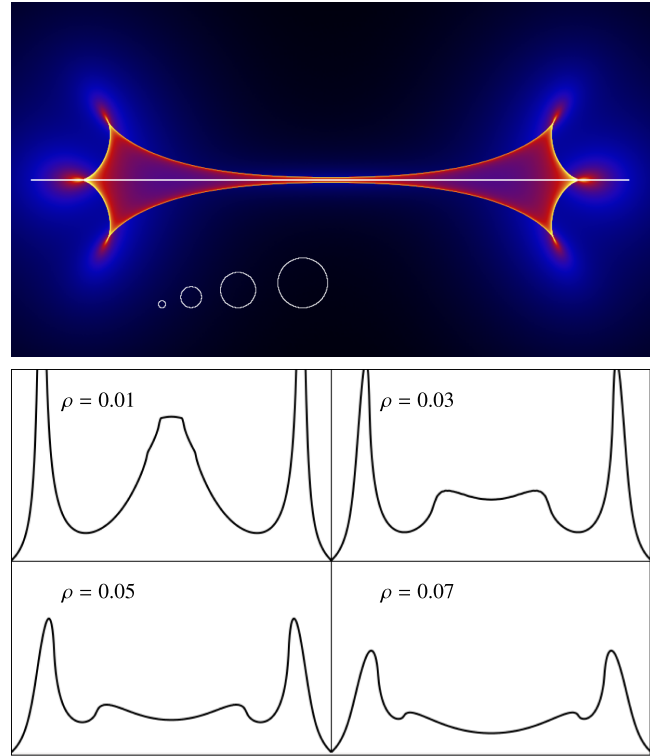 ρ = 0.01
ρ = 0.03
ρ = 0.05
ρ = 0.07